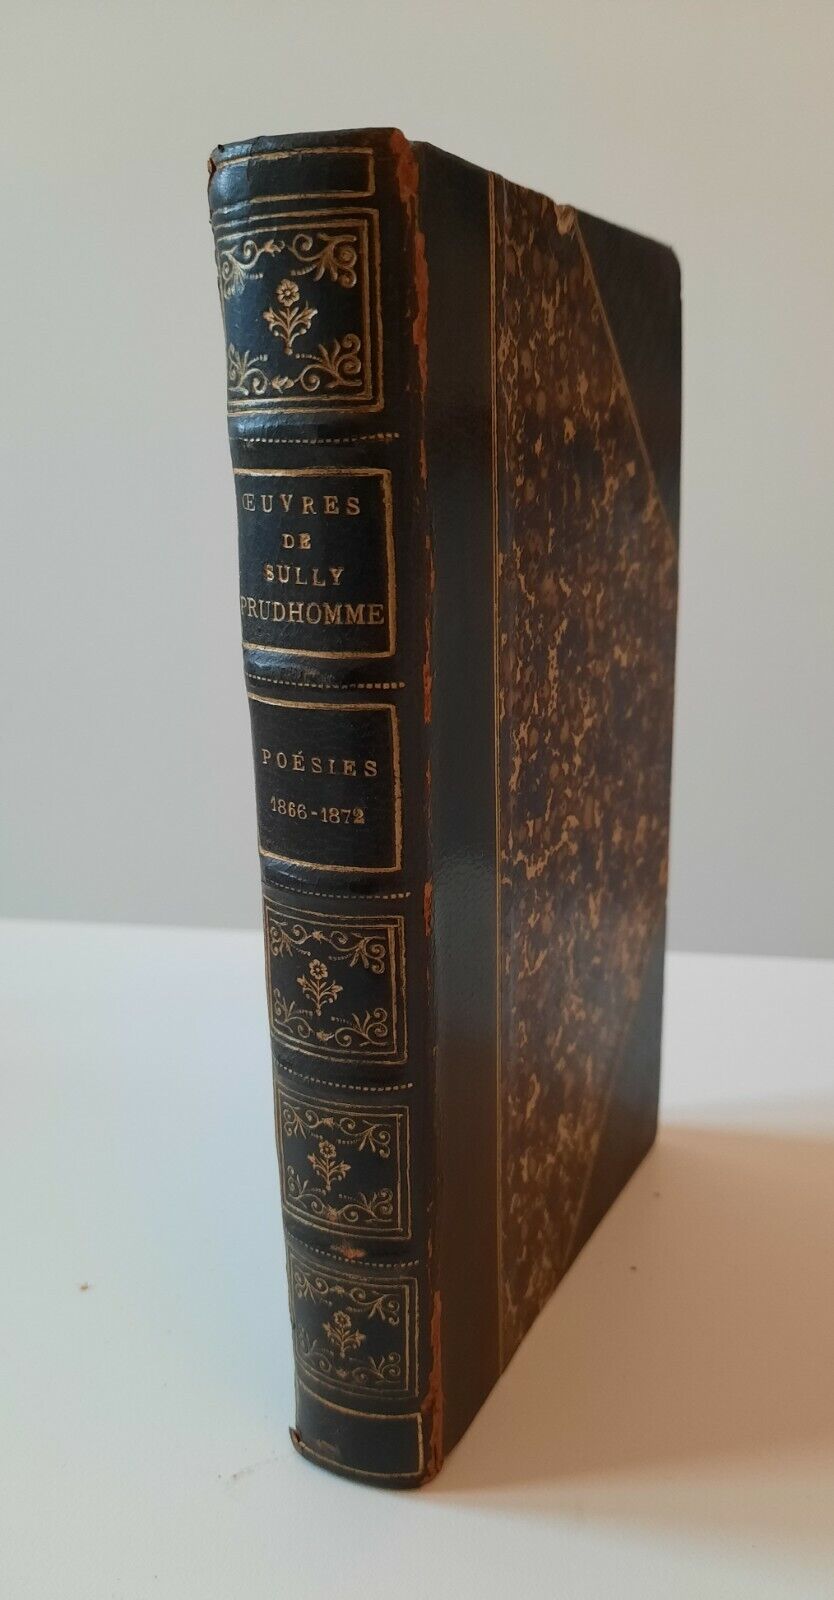 ŒUVRES
DE
SULLY
PRUDHOMME
POÉSIES
1866-1872